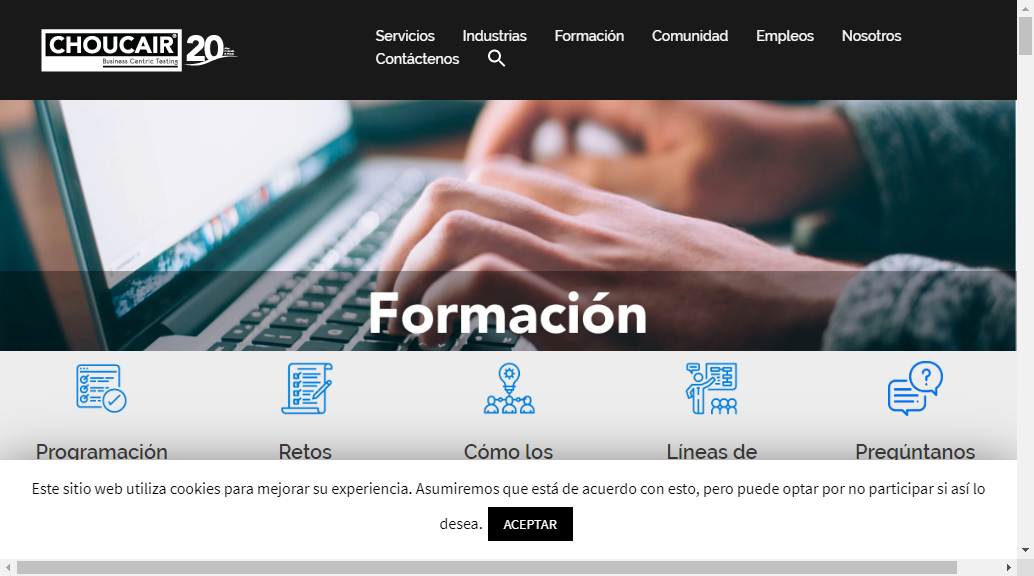 CHOUCAIR®
Business Centric Testing
20
Servicios Industrias Formación Comunidad Empleos Nosotros
Contáctenos
Formación
Programación Retos Cómo los Líneas de Pregúntanos
Este sitio web utiliza cookies para mejorar su experiencia. Asumiremos que está de acuerdo con esto, pero puede optar por no participar si así lo
desea. ACEPTAR